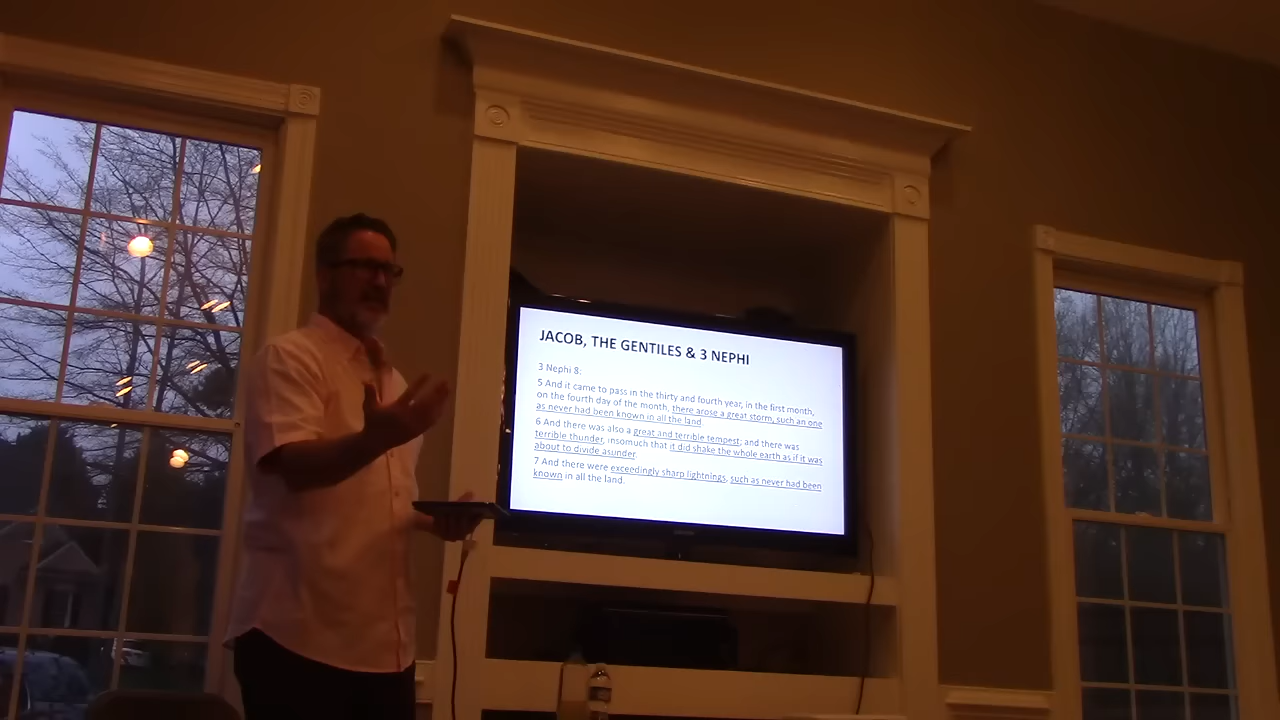 JACOB, THE GENTILES & 3 NEPHI
3 Nephi 8:
5 And it came to pass in the thirty and fourth year, in the first month,
on the fourth day of the month, there arose a great storm, such an one
as never had been known in all the land.
6 And there was also a great and terrible tempest; and there was
terrible thunder, insomuch that it did shake the whole earth as if it was
about to divide asunder.
7 And there were exceedingly sharp lightnings, such as never had been
known in all the land.